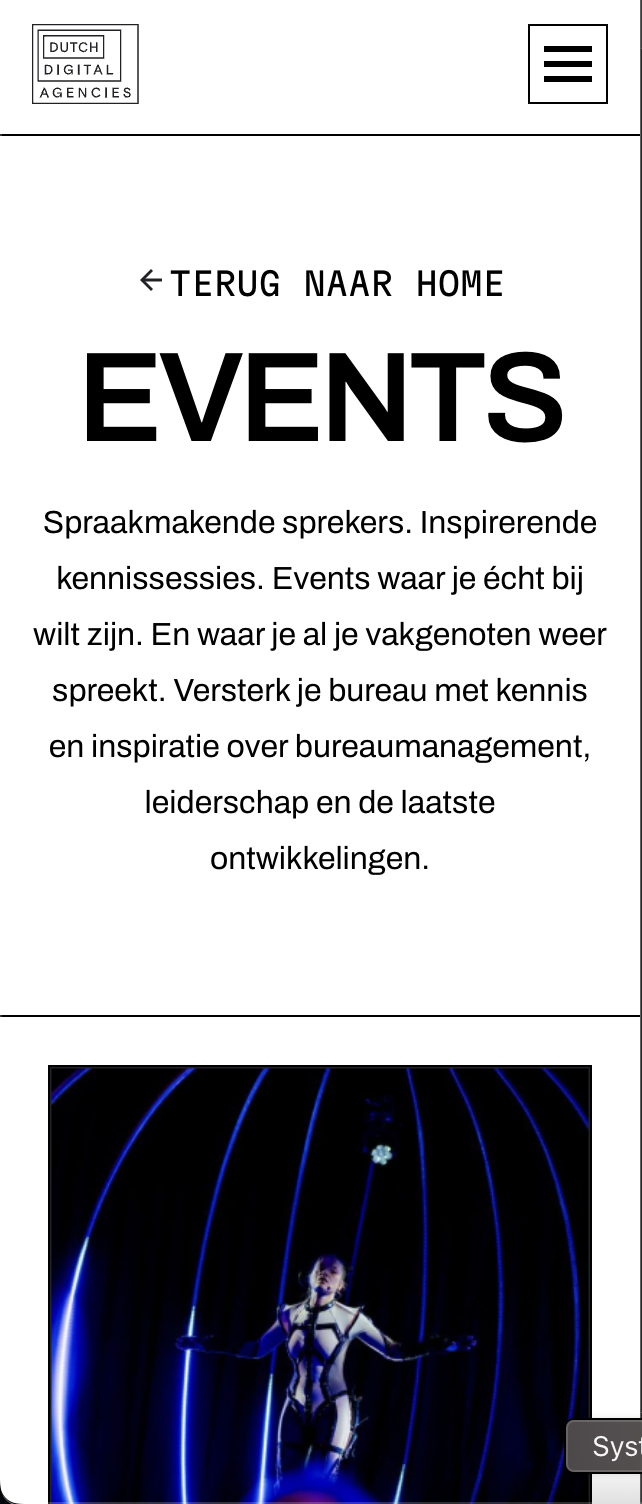 DUTCH
DIGITAL
AGENCIES
TERUG NAAR HOME
EVENTS
Spraakmakende sprekers. Inspirerende
kennissessies. Events waar je écht bij
wilt zijn. En waar je al je vakgenoten weer
spreekt. Versterk je bureau met kennis
en inspiratie over bureaumanagement,
leiderschap en de laatste
ontwikkelingen.